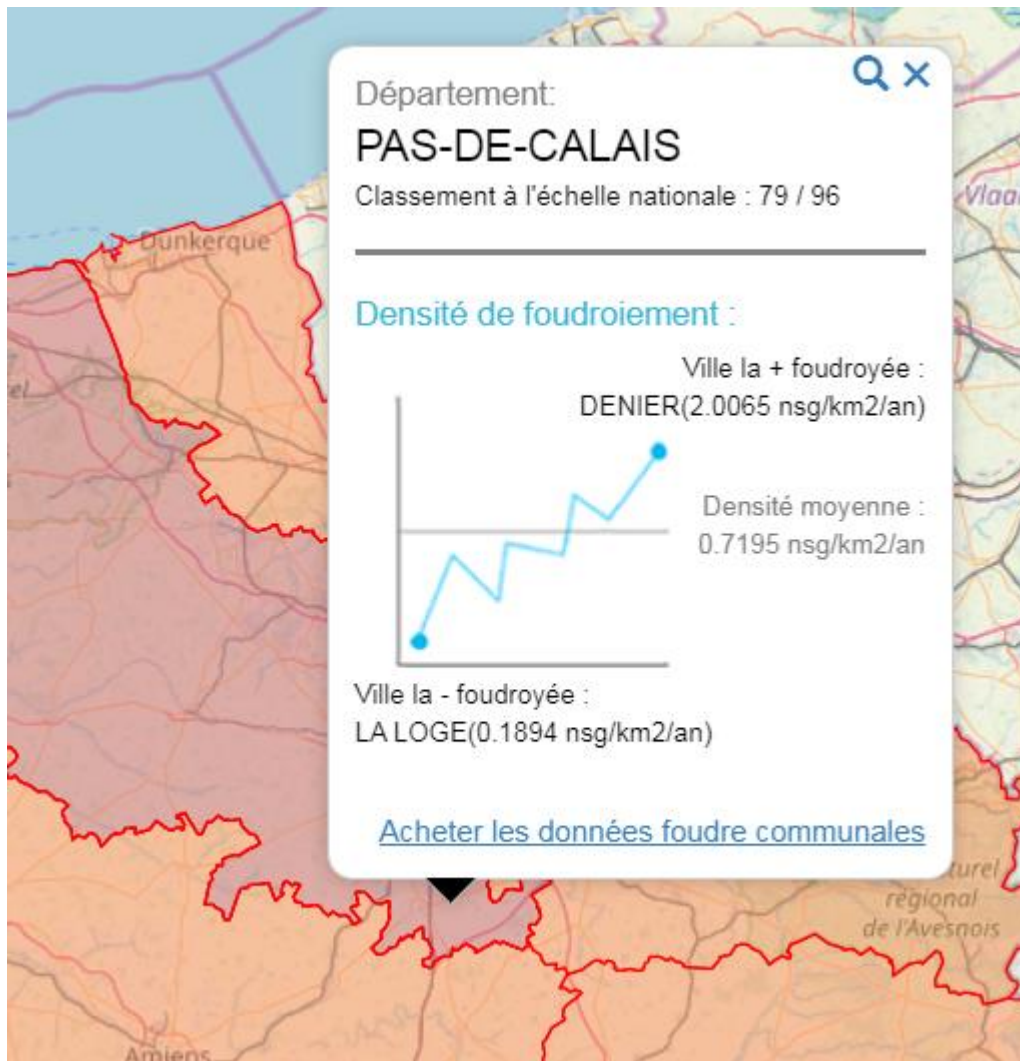 Département:
PAS-DE-CALAIS
Classement à l'échelle nationale : 79 / 96
Dunkerque
Densité de foudroiement :
Ville la + foudroyée :
DENIER(2.0065 nsg/km2/an)
Densité moyenne :
0.7195 nsg/km2/an
Ville la - foudroyée :
LA LOGE(0.1894 nsg/km2/an)
Acheter les données foudre communales
régional
de l'Avesnois
Amiens